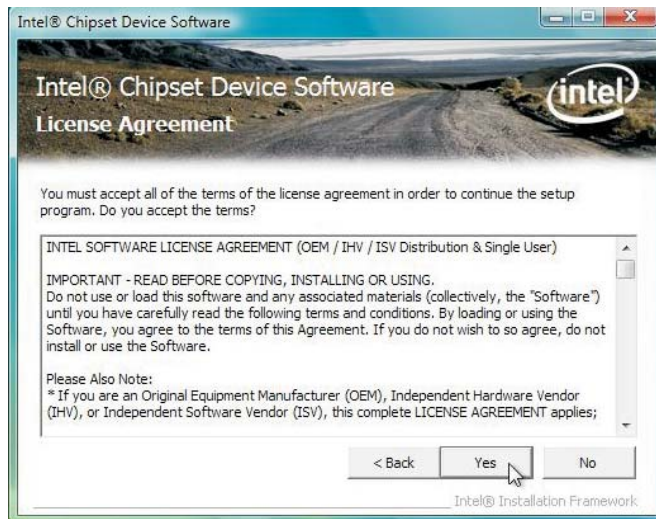 Intel® Chipset Device Software
Intel® Chipset Device Software
intel
License Agreement
You must accept all of the terms of the license agreement in order to continue the setup
program. Do you accept the terms?
INTEL SOFTWARE LICENSE AGREEMENT (OEM / IHV / ISV Distribution & Single User)
IMPORTANT - READ BEFORE COPYING, INSTALLING OR USING.
Do not use or load this software and any associated materials (collectively, the "Software")
until you have carefully read the following terms and conditions. By loading or using the
Software, you agree to the terms of this Agreement. If you do not wish to so agree, do not
install or use the Software.
Please Also Note:
* If you are an Original Equipment Manufacturer (OEM), Independent Hardware Vendor
(IHV), or Independent Software Vendor (ISV), this complete LICENSE AGREEMENT applies;
< Back Yes No
Intel® Installation Framework